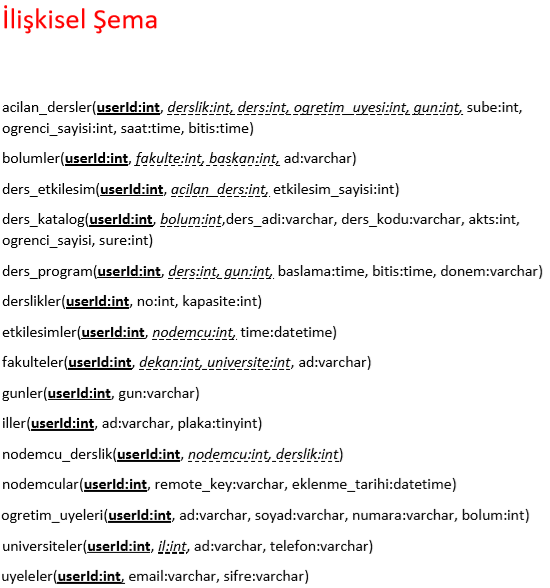 İlişkisel Şema
acilan_dersler(userId:int, derslik:int, ders:int, ogretim_uyesi:int, gun:int, sube:int,
ogrenci_sayisi:int, saat:time, bitis:time)
bolumler(userId:int, fakulte:int, baskan:int, ad:varchar)
ders_etkilesim(userId:int, acilan_ders:int, etkilesim_sayisi:int)
ders_katalog(userId:int, bolum:int,ders_adi:varchar, ders_kodu:varchar, akts:int,
ogrenci_sayisi, sure:int)
ders_program(userId:int, ders:int, gun:int, baslama:time, bitis:time, donem:varchar)
derslikler(userId:int, no:int, kapasite:int)
etkilesimler(userId:int, nodemcu:int, time:datetime)
fakulteler(userId:int, dekan:int, universite:int, ad:varchar)
gunler(userId:int, gun:varchar)
iller(userId:int, ad:varchar, plaka:tinyint)
nodemcu_derslik(userId:int, nodemcu:int, derslik:int)
nodemcular(userId:int, remote_key:varchar, eklenme_tarihi:datetime)
ogretim_uyeleri(userId:int, ad:varchar, soyad:varchar, numara:varchar, bolum:int)
universiteler(userId:int, il:int, ad:varchar, telefon:varchar)
uyeleler(userId:int, email:varchar, sifre:varchar)